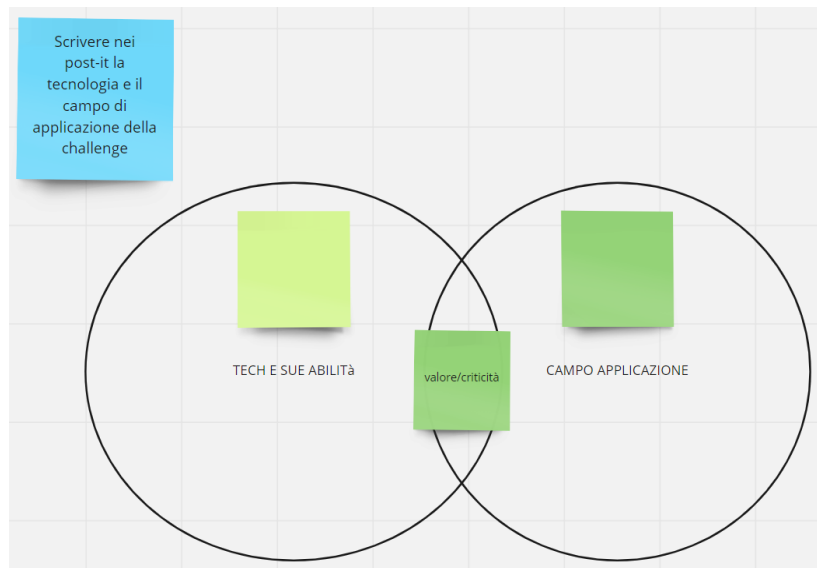 Scrivere nei
post-it la
tecnologia e il
campo di
applicazione della
challenge
TECH E SUE ABILITà
valore/criticità
CAMPO APPLICAZIONE